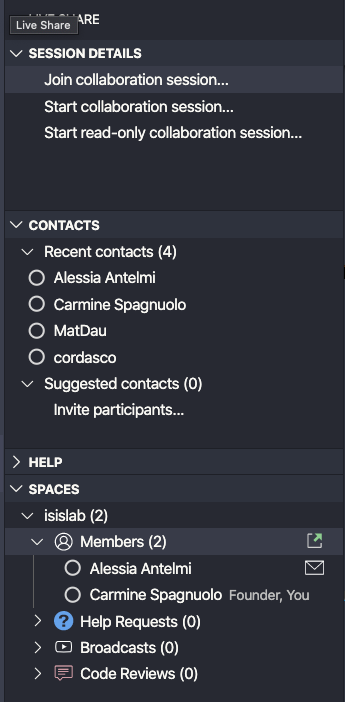 LIVE SHARE
Live Share
SESSION DETAILS
Join collaboration session...
Start collaboration session...
Start read-only collaboration session...
CONTACTS
Recent contacts (4)
Alessia Antelmi
Carmine Spagnuolo
MatDau
cordasco
Suggested contacts (0)
Invite participants...
HELP
SPACES
isislab (2)
Members (2)
Alessia Antelmi
Carmine Spagnuolo Founder, You
Help Requests (0)
Broadcasts (0)
Code Reviews (0)